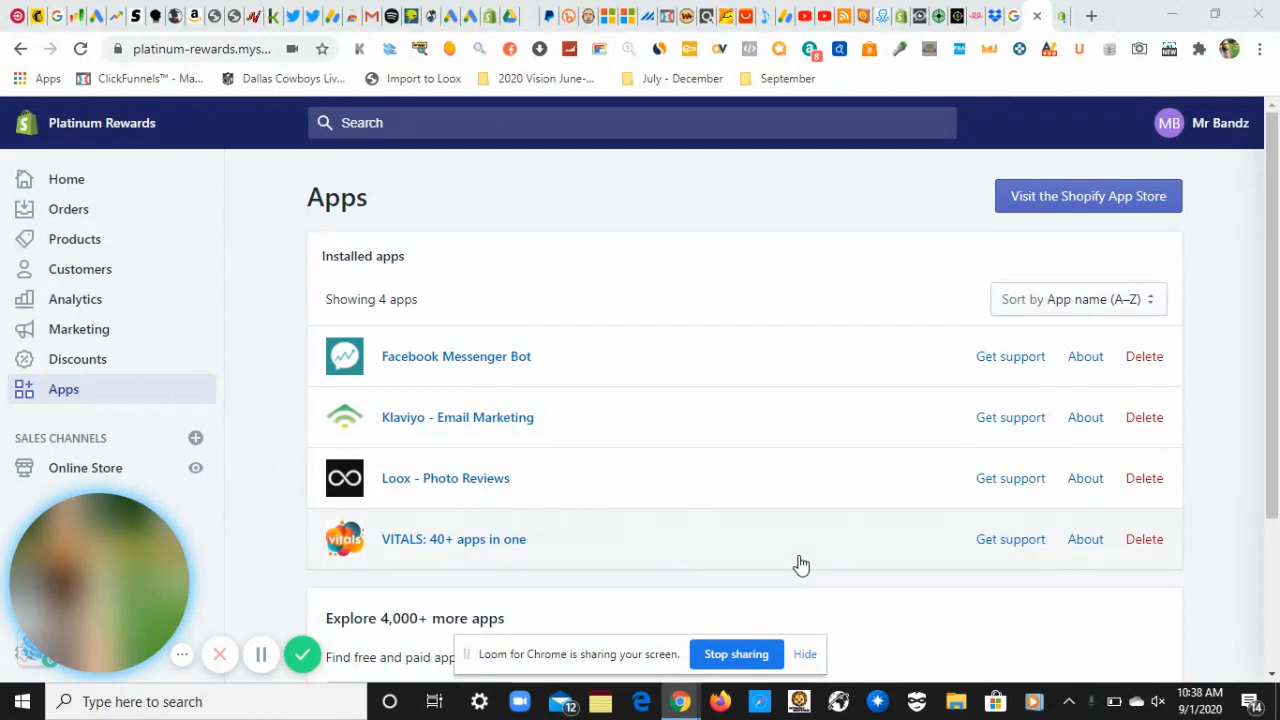 platinum-rewards.mys...
8
Apps
ClickFunnels™ - Ma...
Dallas Cowboys Liv...
Import to Loox
2020 Vision June-...
July - December
September
Platinum Rewards
Search
MB
Mr Bandz
Home
Orders
Products
Customers
Analytics
Marketing
Discounts
Apps
SALES CHANNELS
Online Store
Apps
Visit the Shopify App Store
Installed apps
Showing 4 apps
Sort by App name (A–Z)
Facebook Messenger Bot
Get support About Delete
Klaviyo - Email Marketing
Get support About Delete
Loox - Photo Reviews
Get support About Delete
vitals
VITALS: 40+ apps in one
Get support About Delete
Explore 4,000+ more apps
Find free and paid app
Loom for Chrome is sharing your screen.
Stop sharing
Hide
Type here to search
12
10:38 AM
9/1/2020
14